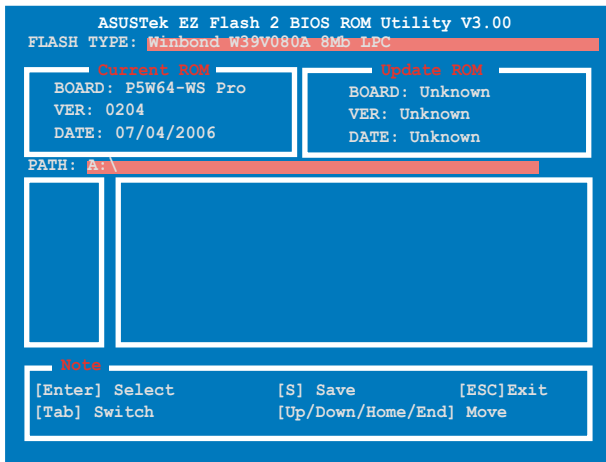 ASUSTek EZ Flash 2 BIOS ROM Utility V3.00
FLASH TYPE: Winbond W39V080A 8Mb LPC
Current ROM
BOARD: P5W64-WS Pro
VER: 0204
DATE: 07/04/2006
Update ROM
BOARD: Unknown
VER: Unknown
DATE: Unknown
PATH: A:\
Note
[Enter] Select [S] Save [ESC]Exit
[Tab] Switch [Up/Down/Home/End] Move